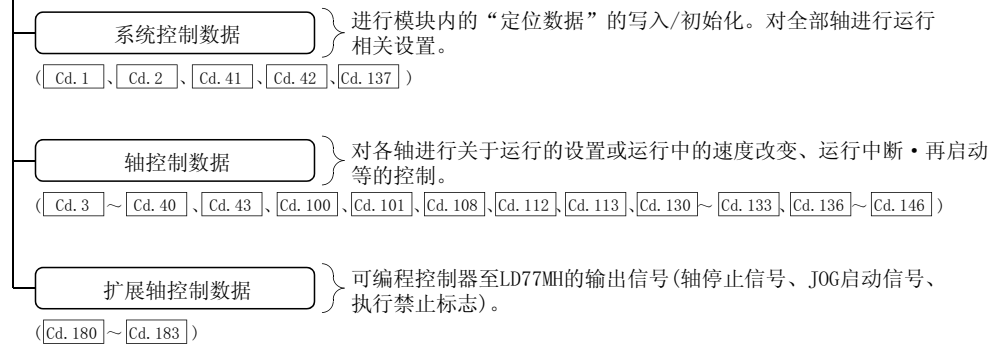 系统控制数据 进行模块内的“定位数据”的写入/初始化。对全部轴进行运行
相关设置。
(Cd.1、Cd.2、Cd.41、Cd.42、Cd.137)
轴控制数据 对各轴进行关于运行的设置或运行中的速度改变、运行中断·再启动
等的控制。
(Cd.3～Cd.40、Cd.43、Cd.100、Cd.101、Cd.108、Cd.112、Cd.113、Cd.130～Cd.133、Cd.136～Cd.146)
扩展轴控制数据 可编程控制器至LD77MH的输出信号(轴停止信号、JOG启动信号、
执行禁止标志)。
(Cd.180～Cd.183)